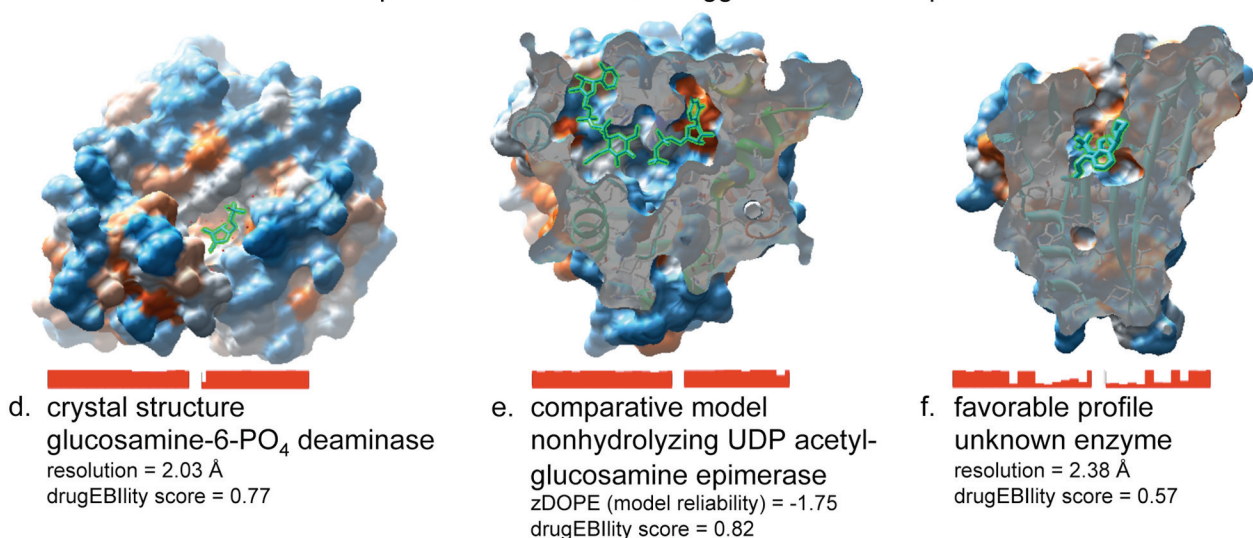 d. crystal structure
glucosamine-6-PO₄ deaminase
resolution = 2.03 Å
drugEBIlity score = 0.77
e. comparative model
nonhydrolyzing UDP acetyl-
glucosamine epimerase
zDOPE (model reliability) = -1.75
drugEBIlity score = 0.82
f. favorable profile
unknown enzyme
resolution = 2.38 Å
drugEBIlity score = 0.57